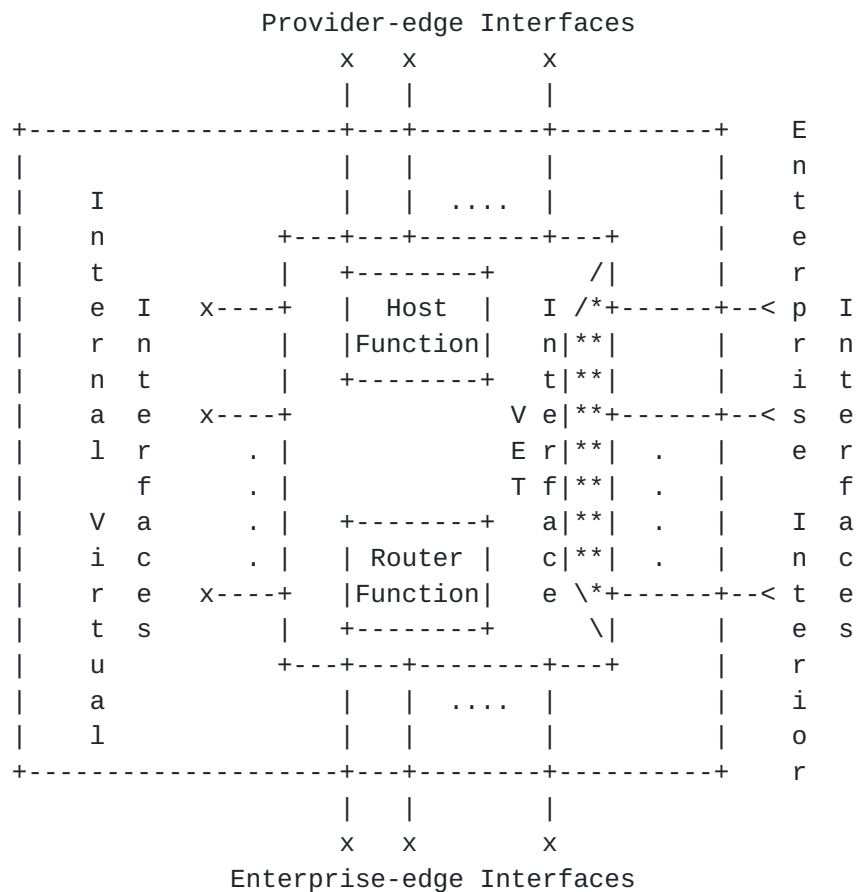 Provider-edge Interfaces
x x x
....
Internal Virtual
Interfaces
x
x
x
Host
Function
Router
Function
VET
Interface
Enterprise Interior
Interfaces
....
x x x
Enterprise-edge Interfaces